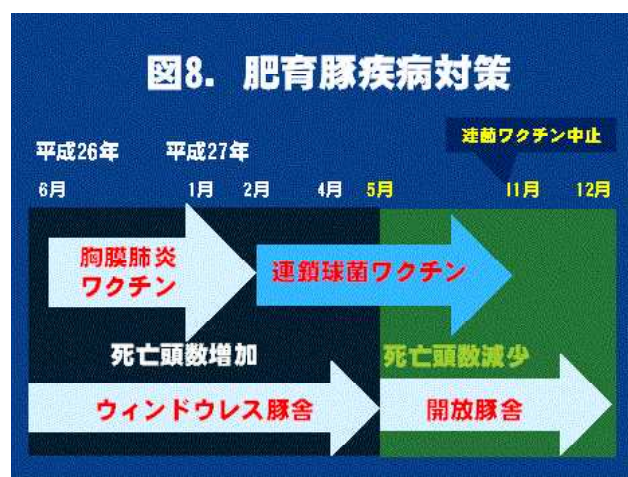 図8. 肥育豚疾病対策
連菌ワクチン中止
平成26年 平成27年
6月 1月 2月 4月 5月 11月 12月
胸膜肺炎
ワクチン
連鎖球菌ワクチン
死亡頭数増加 死亡頭数減少
ウィンドウレス豚舎 開放豚舎